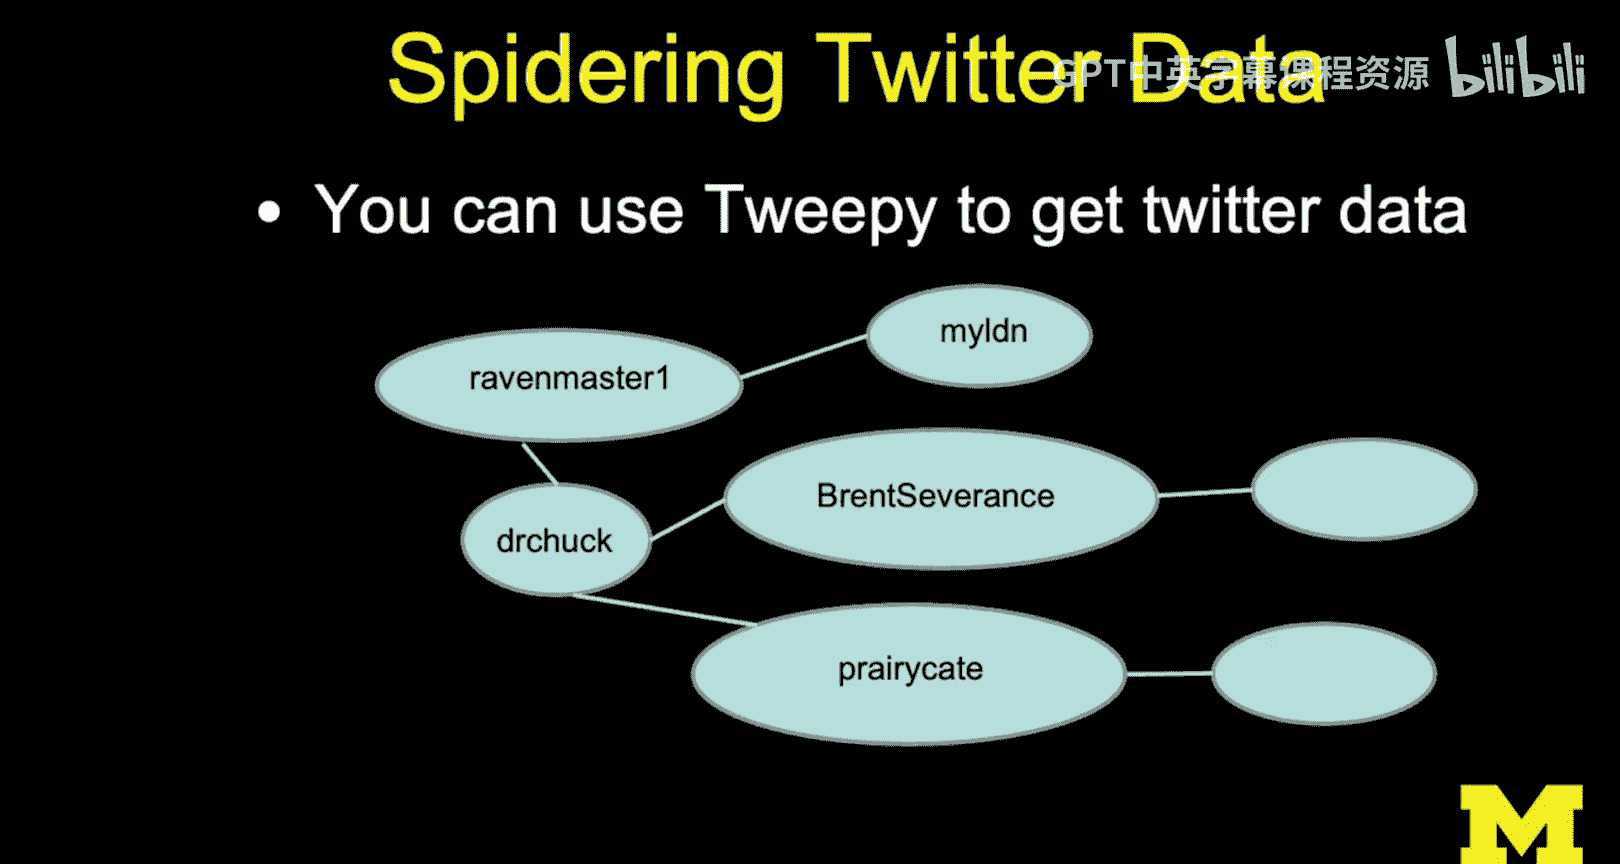 Spidering Twitter Data
GPT中英字幕课程资源 bilibili
• You can use Tweepy to get twitter data
myldn
ravenmaster1
BrentSeverance
drchuck
prairycate
M